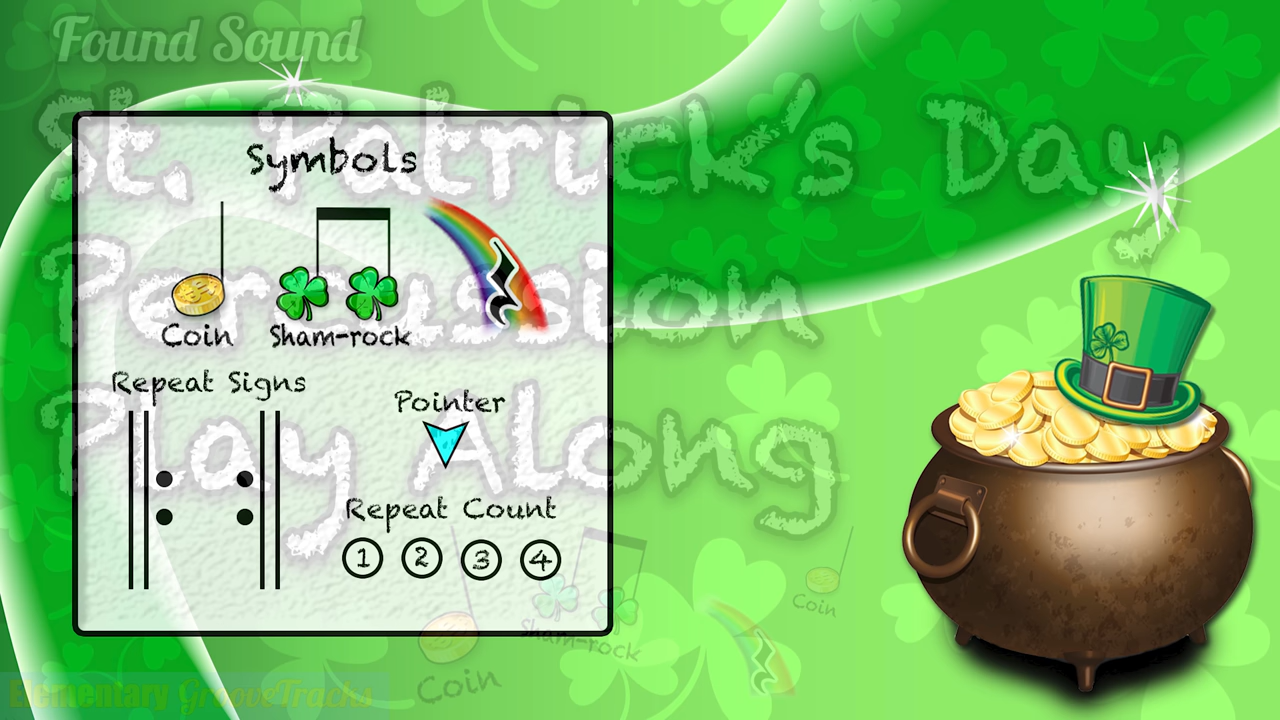 Found Sound
St. Patrick's Day
Percussion
Play Along
Symbols
Coin
Sham-rock
Repeat Signs
Pointer
Repeat Count
1 2 3 4
Coin
Sham-rock
Coin
Elementary GrooveTracks